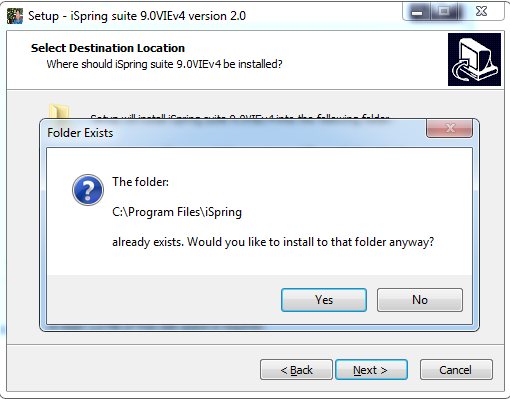 Setup - iSpring suite 9.0VIEv4 version 2.0
Select Destination Location
Where should iSpring suite 9.0VIEv4 be installed?
Setup will install iSpring suite 9.0VIEv4 into the following folder.
Folder Exists
The folder:
C:\Program Files\iSpring
already exists. Would you like to install to that folder anyway?
Yes
No
< Back
Next >
Cancel